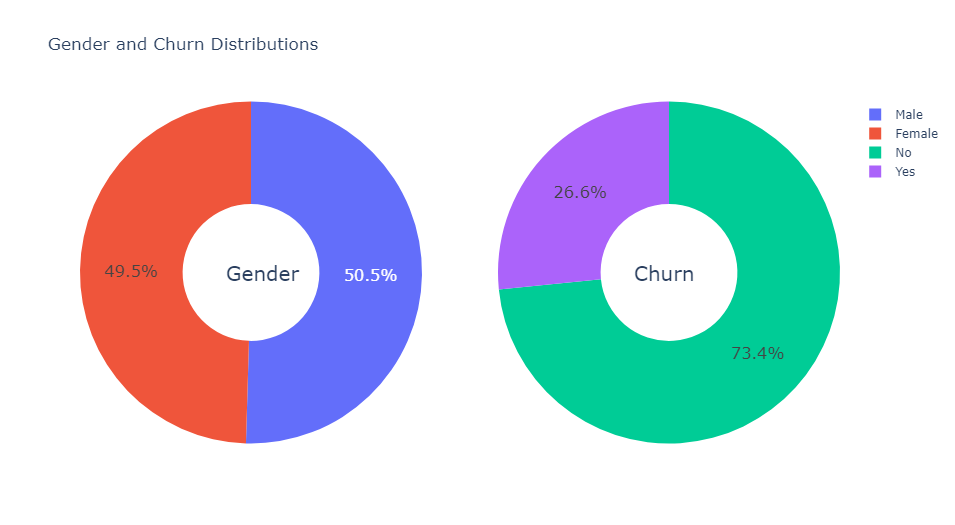 Gender and Churn Distributions
49.5%
Gender
50.5%
26.6%
Churn
73.4%
Male
Female
No
Yes